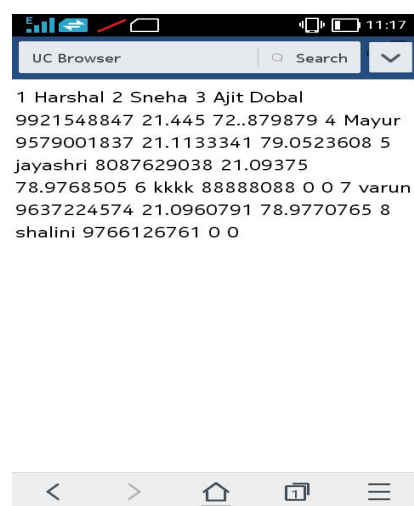 E
11:17
UC Browser
Search
1 Harshal 2 Sneha 3 Ajit Dobal
9921548847 21.445 72..879879 4 Mayur
9579001837 21.1133341 79.0523608 5
jayashri 8087629038 21.09375
78.9768505 6 kkkk 88888088 0 0 7 varun
9637224574 21.0960791 78.9770765 8
shalini 9766126761 0 0
1